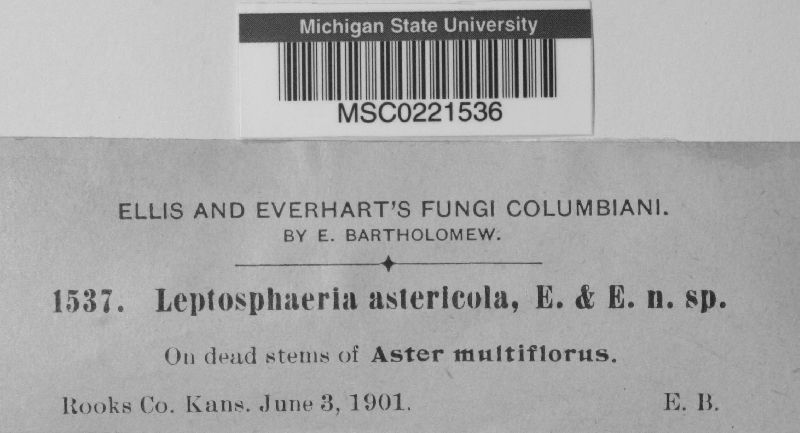 Michigan State University
MSC0221536
ELLIS AND EVERHART'S FUNGI COLUMBIANI.
BY E. BARTHOLOMEW.
1537. Leptosphaeria astericola, E. & E. n. sp.
On dead stems of Aster multiflorus.
Rooks Co. Kans. June 3, 1901. E. B.